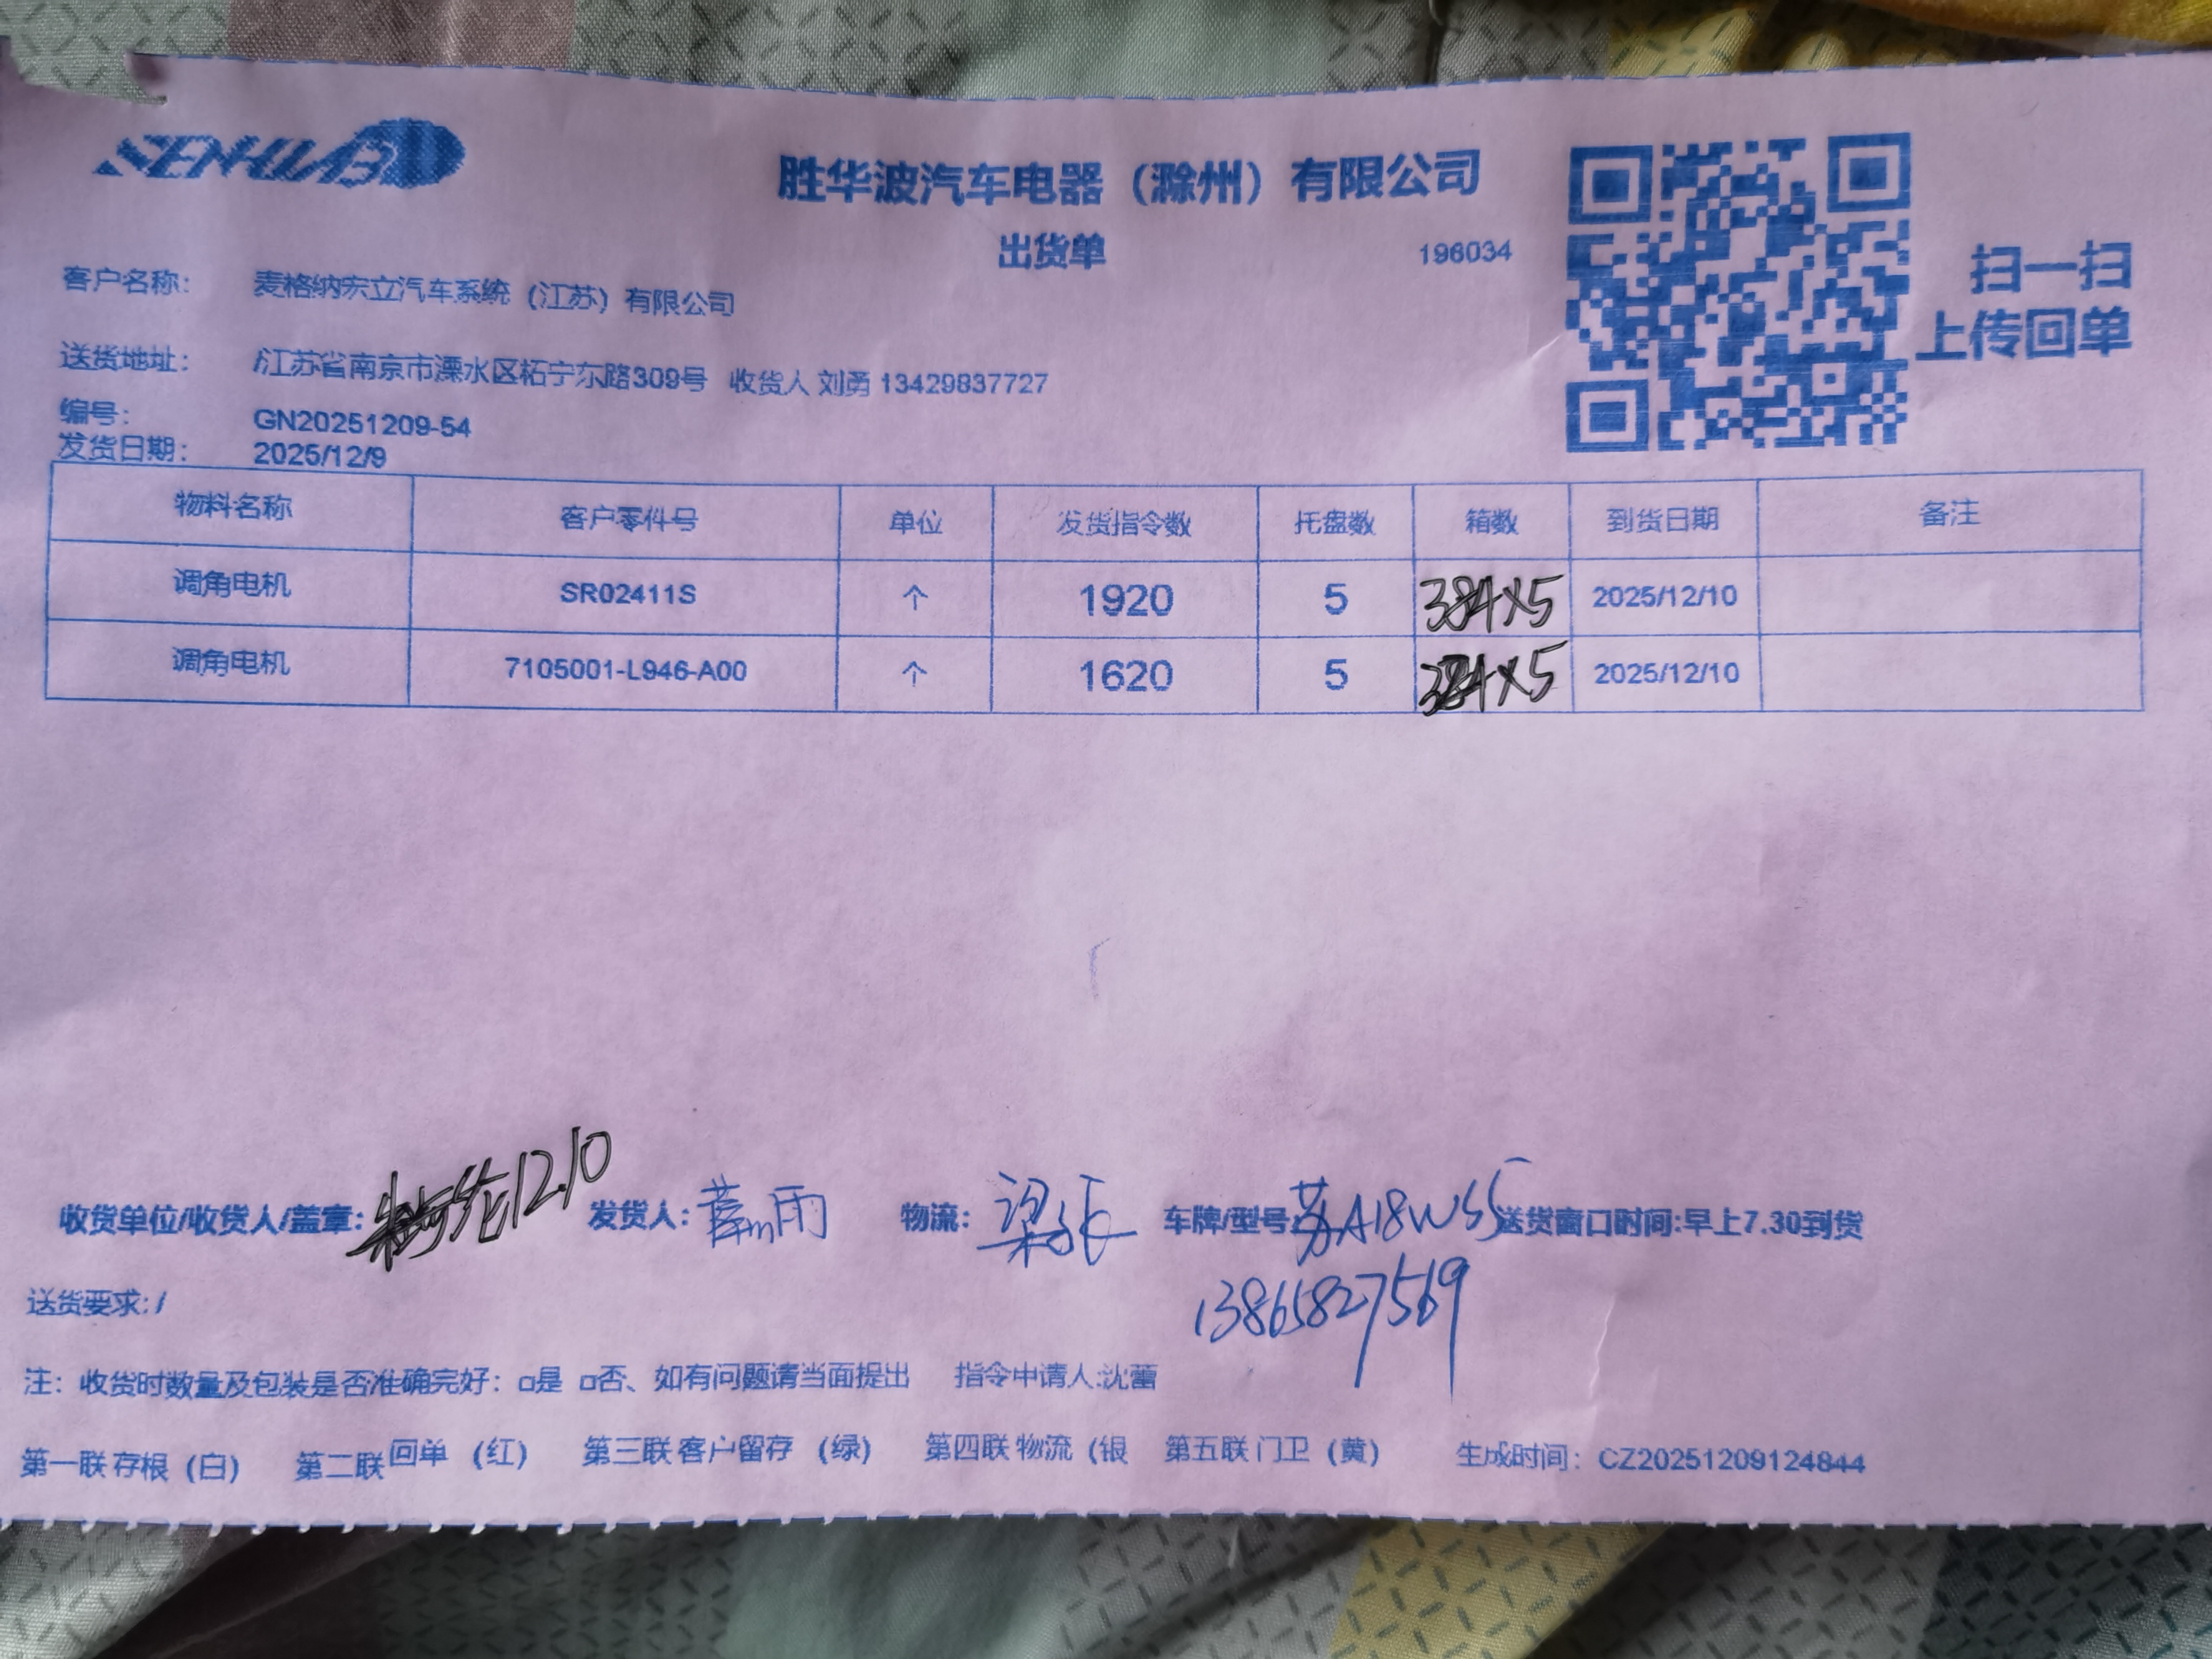 SENHUABO
胜华波汽车电器（滁州）有限公司
出货单 196034
扫一扫
上传回单
客户名称： 麦格纳宏立汽车系统（江苏）有限公司
送货地址： /江苏省南京市溧水区柘宁东路309号 收货人 刘勇 13429837727
编号： GN20251209-54
发货日期： 2025/12/9
物料名称 客户零件号 单位 发货指令数 托盘数 箱数 到货日期 备注
调角电机 SR02411S 个 1920 5 384×5 2025/12/10
调角电机 7105001-L946-A00 个 1620 5 ×5 2025/12/10
收货单位/收货人/盖章： 12.10 发货人： 雨 物流： 梁 车牌/型号: 苏A18W55 送货窗口时间:早上7.30到货
13865827569
送货要求: /
注：收货时数量及包装是否准确完好：□是 □否、如有问题请当面提出 指令申请人:沈蕾
第一联存根（白） 第二联回单（红） 第三联客户留存（绿） 第四联物流（银 第五联门卫（黄） 生成时间：CZ20251209124844